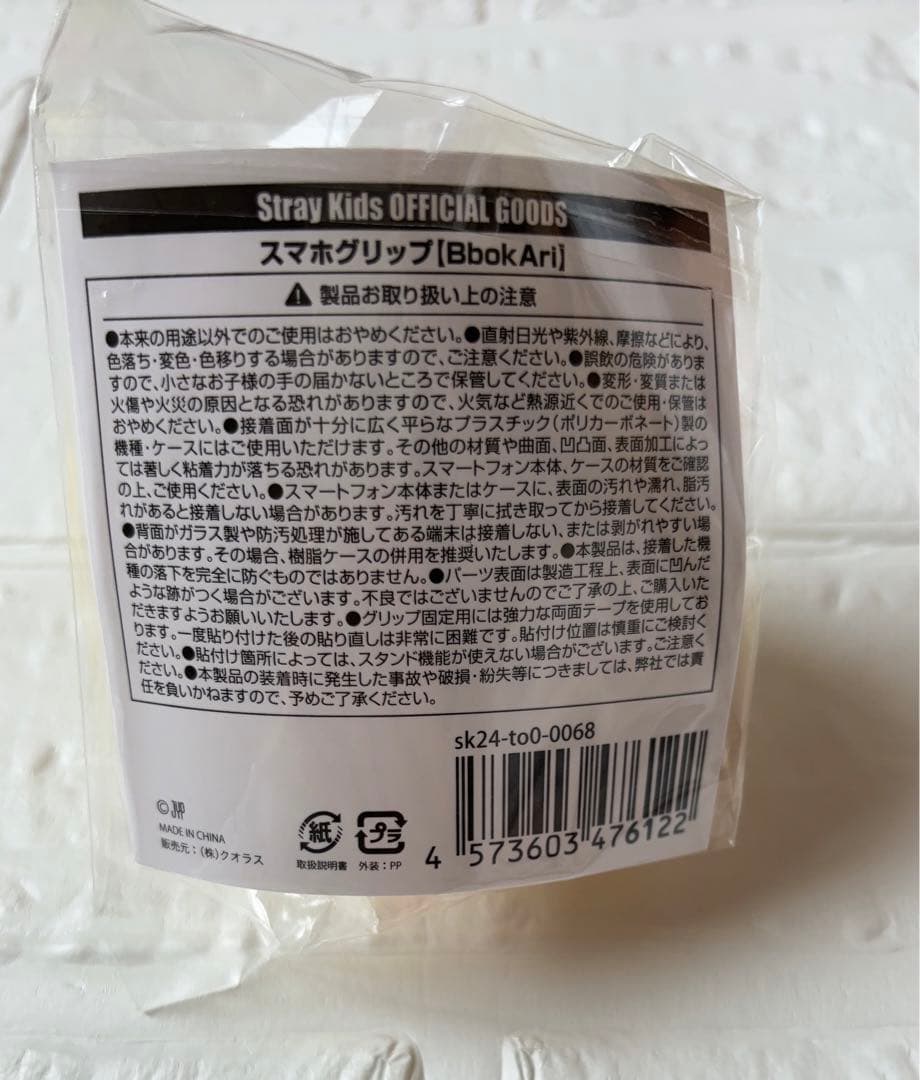 Stray Kids OFFICIAL GOODS
スマホグリップ[BbokAri]
製品お取り扱い上の注意
●本来の用途以外でのご使用はおやめください。●直射日光や紫外線、摩擦などにより、
色落ち・変色・色移りする場合がありますので、ご注意ください。●誤飲の危険がありま
すので、小さなお子様の手の届かないところで保管してください。●変形・変質または
火傷や火災の原因となる恐れがありますので、火気など熱源近くでのご使用・保管は
おやめください。●接着面が十分に広く平らなプラスチック（ポリカーボネート）製の
機種・ケースにはご使用いただけます。その他の材質や曲面、凹凸面、表面加工によっ
ては著しく粘着力が落ちる恐れがあります。スマートフォン本体、ケースの材質をご確認
の上、ご使用ください。●スマートフォン本体またはケースに、表面の汚れや濡れ、脂汚
れがあると接着しない場合があります。汚れを丁寧に拭き取ってから接着してください。
●背面がガラス製や防汚処理が施してある端末は接着しない、または剥がれやすい場
合があります。その場合、樹脂ケースの併用を推奨いたします。●本製品は、接着した機
種の落下を完全に防ぐものではありません。●パーツ表面は製造工程上、表面に凹んだ
ような跡がつく場合がございます。不良ではございませんのでご了承の上、ご購入いた
だきますようお願いいたします。●グリップ固定用には強力な両面テープを使用してお
ります。一度貼り付けた後の貼り直しは非常に困難です。貼付け位置は慎重にご検討く
ださい。●貼付け箇所によっては、スタンド機能が使えない場合がございます。ご注意く
ださい。●本製品の装着時に発生した事故や破損・紛失等につきましては、弊社では責
任を負いかねますので、予めご了承ください。
sk24-to0-0068
©JYP
MADE IN CHINA
販売元：（株）クオラス
紙
取扱説明書
プラ
外装：PP
4 573603 476122